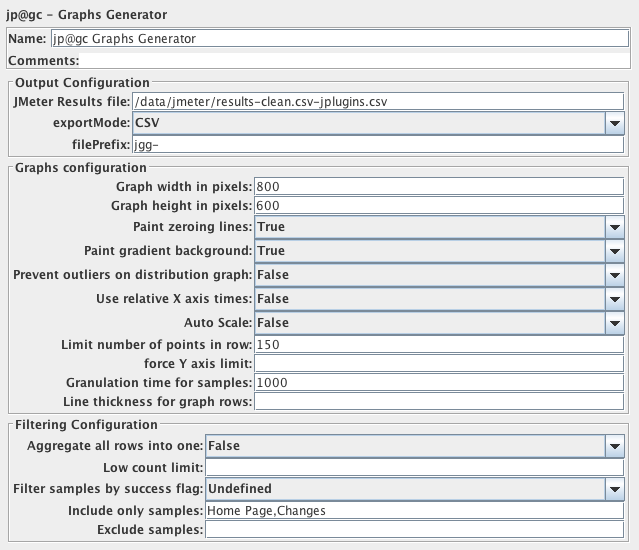 jp@gc - Graphs Generator
Name: jp@gc Graphs Generator
Comments:
Output Configuration
JMeter Results file: /data/jmeter/results-clean.csv-jplugins.csv
exportMode: CSV
filePrefix: jgg-
Graphs configuration
Graph width in pixels: 800
Graph height in pixels: 600
Paint zeroing lines: True
Paint gradient background: True
Prevent outliers on distribution graph: False
Use relative X axis times: False
Auto Scale: False
Limit number of points in row: 150
force Y axis limit:
Granulation time for samples: 1000
Line thickness for graph rows:
Filtering Configuration
Aggregate all rows into one: False
Low count limit:
Filter samples by success flag: Undefined
Include only samples: Home Page,Changes
Exclude samples: